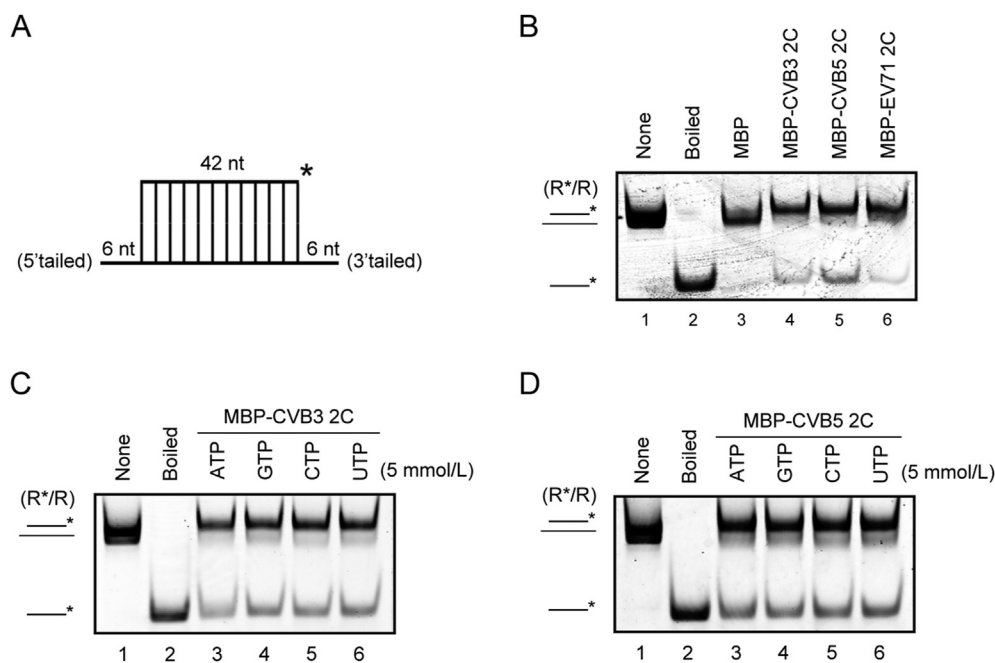 A
42 nt
*
6 nt
6 nt
(5'tailed)
(3'tailed)
B
None
Boiled
MBP
MBP-CVB3 2C
MBP-CVB5 2C
MBP-EV71 2C
(R*/R)
*
*
1 2 3 4 5 6
C
MBP-CVB3 2C
None
Boiled
ATP
GTP
CTP
UTP
(5 mmol/L)
(R*/R)
*
*
1 2 3 4 5 6
D
MBP-CVB5 2C
None
Boiled
ATP
GTP
CTP
UTP
(5 mmol/L)
(R*/R)
*
*
1 2 3 4 5 6